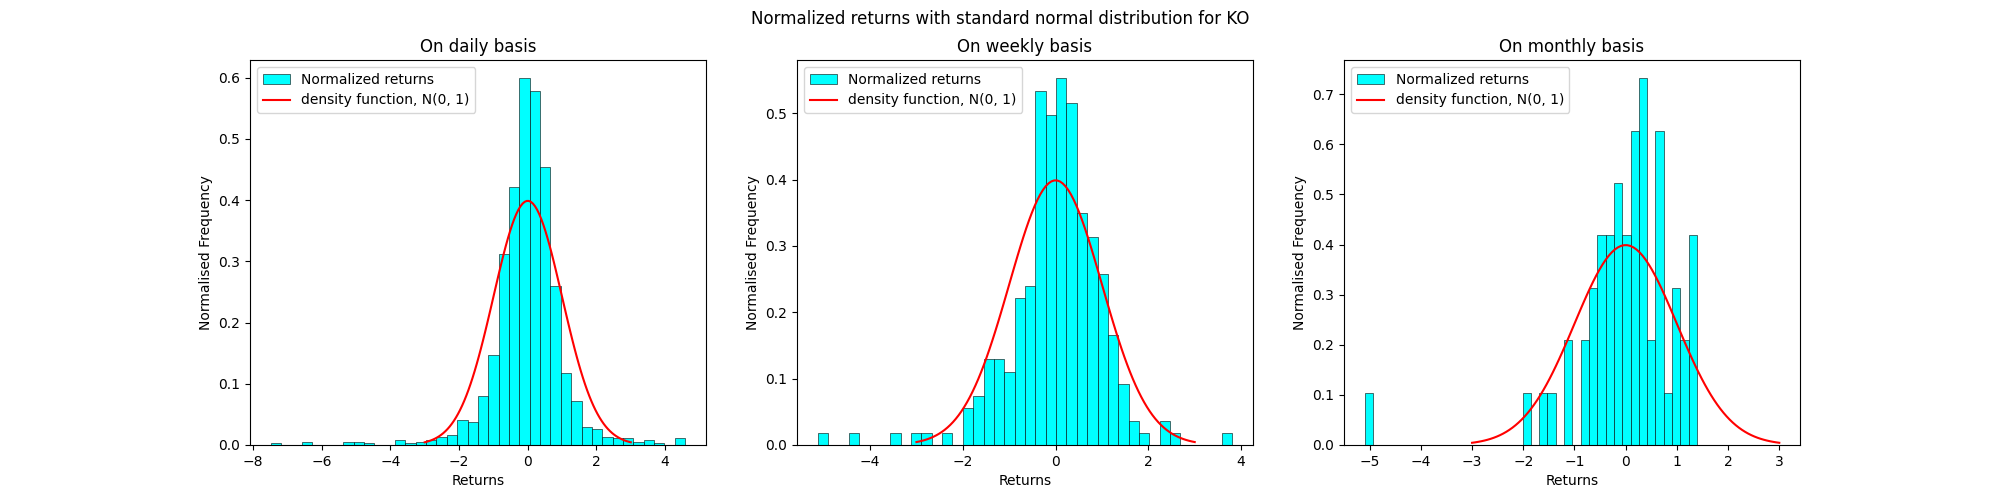 Normalized returns with standard normal distribution for KO
On daily basis
Normalized returns
density function, N(0, 1)
Normalised Frequency
0.6
0.5
0.4
0.3
0.2
0.1
0.0
−8 −6 −4 −2 0 2 4
Returns
On weekly basis
Normalized returns
density function, N(0, 1)
Normalised Frequency
0.5
0.4
0.3
0.2
0.1
0.0
−4 −2 0 2 4
Returns
On monthly basis
Normalized returns
density function, N(0, 1)
Normalised Frequency
0.7
0.6
0.5
0.4
0.3
0.2
0.1
0.0
−5 −4 −3 −2 −1 0 1 2 3
Returns